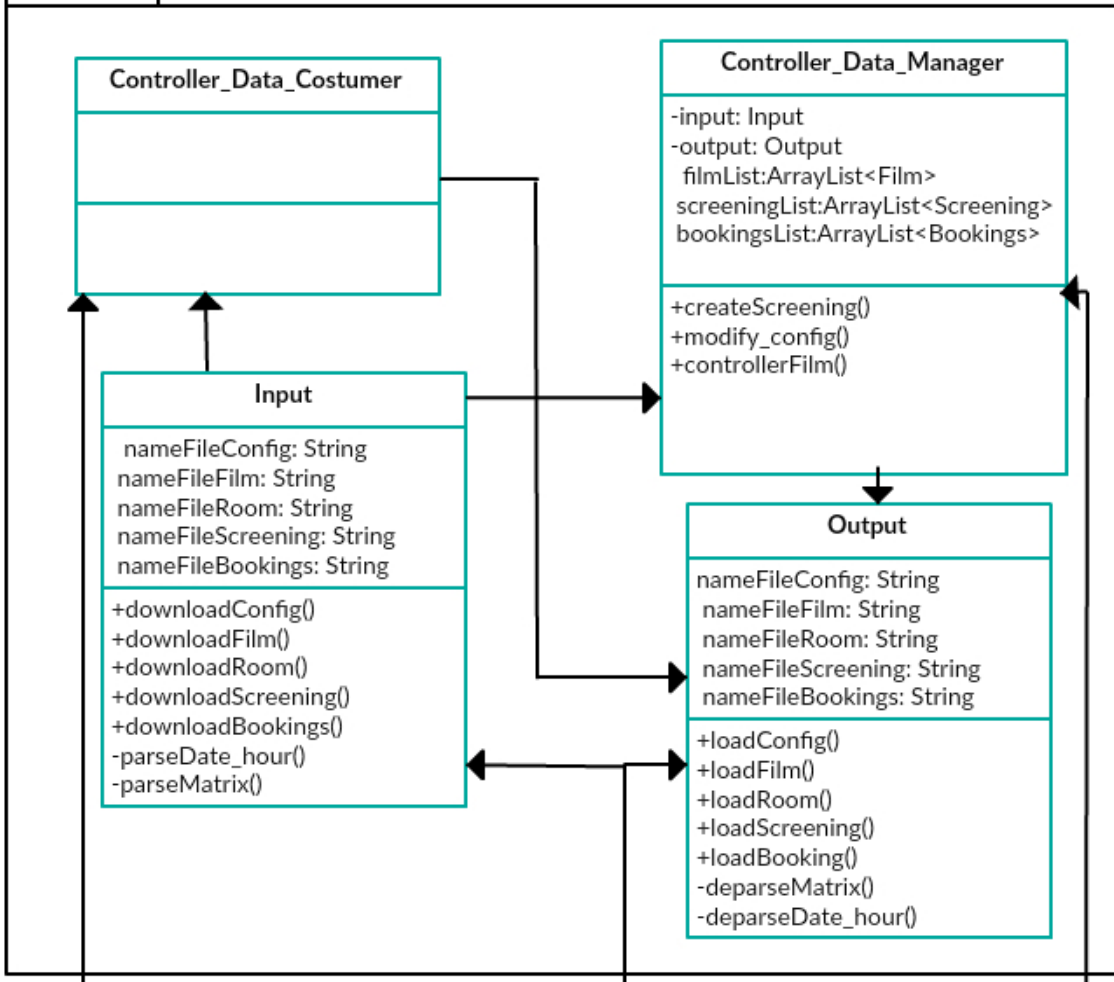 Controller_Data_Costumer
Controller_Data_Manager
-input: Input
-output: Output
filmList:ArrayList<Film>
screeningList:ArrayList<Screening>
bookingsList:ArrayList<Bookings>
+createScreening()
+modify_config()
+controllerFilm()
Input
nameFileConfig: String
nameFileFilm: String
nameFileRoom: String
nameFileScreening: String
nameFileBookings: String
+downloadConfig()
+downloadFilm()
+downloadRoom()
+downloadScreening()
+downloadBookings()
-parseDate_hour()
-parseMatrix()
Output
nameFileConfig: String
nameFileFilm: String
nameFileRoom: String
nameFileScreening: String
nameFileBookings: String
+loadConfig()
+loadFilm()
+loadRoom()
+loadScreening()
+loadBooking()
-deparseMatrix()
-deparseDate_hour()